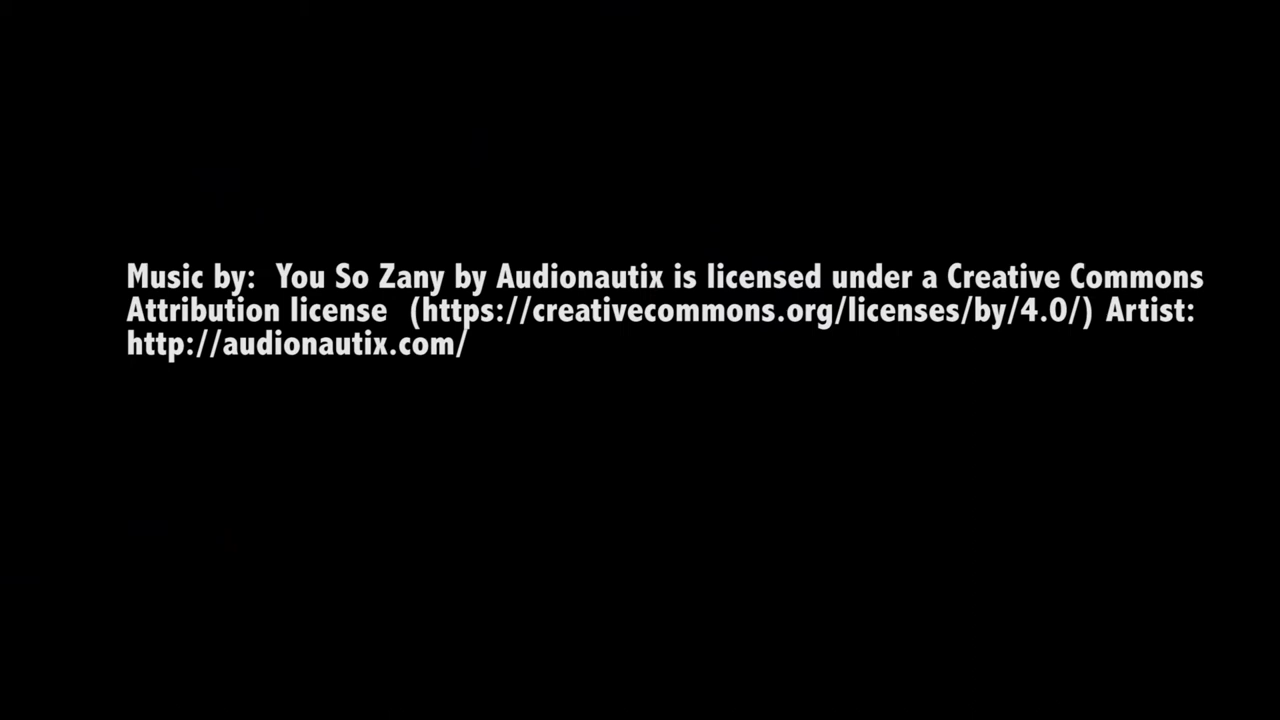 Music by:  You So Zany by Audionautix is licensed under a Creative Commons
Attribution license  (https://creativecommons.org/licenses/by/4.0/) Artist:
http://audionautix.com/